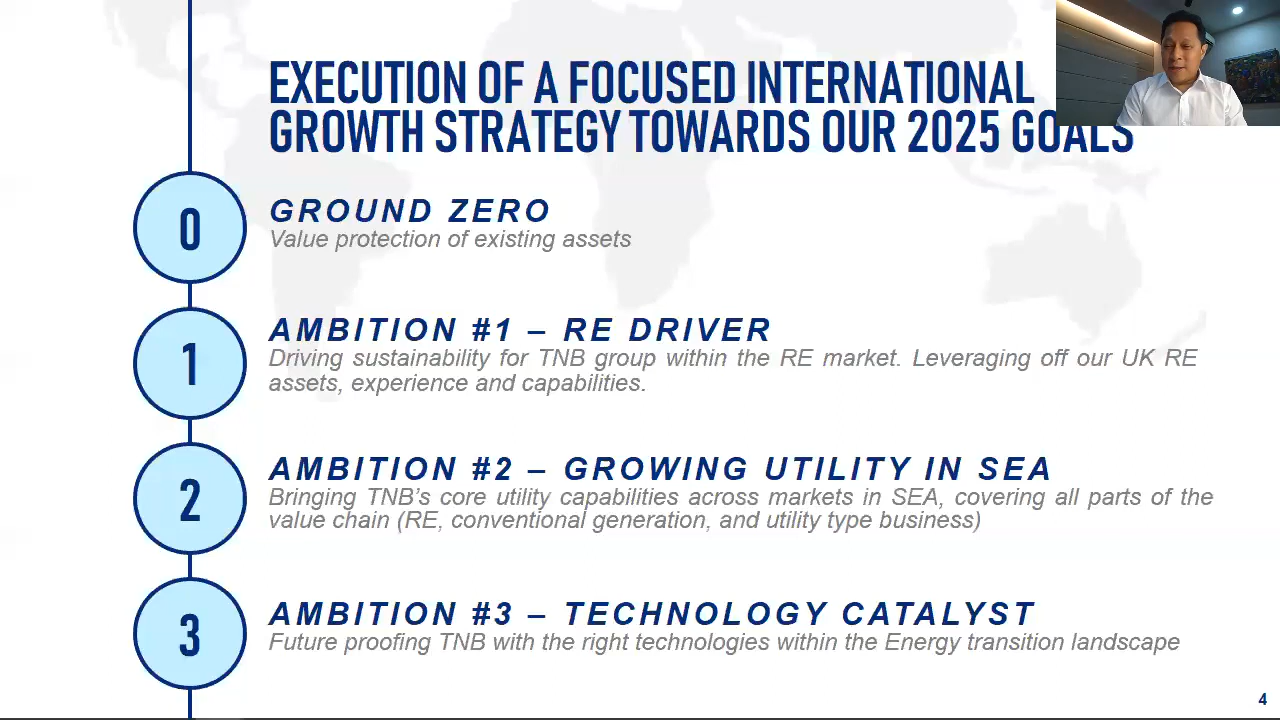 EXECUTION OF A FOCUSED INTERNATIONAL
GROWTH STRATEGY TOWARDS OUR 2025 GOALS
0
GROUND ZERO
Value protection of existing assets
1
AMBITION #1 – RE DRIVER
Driving sustainability for TNB group within the RE market. Leveraging off our UK RE
assets, experience and capabilities.
2
AMBITION #2 – GROWING UTILITY IN SEA
Bringing TNB’s core utility capabilities across markets in SEA, covering all parts of the
value chain (RE, conventional generation, and utility type business)
3
AMBITION #3 – TECHNOLOGY CATALYST
Future proofing TNB with the right technologies within the Energy transition landscape
4